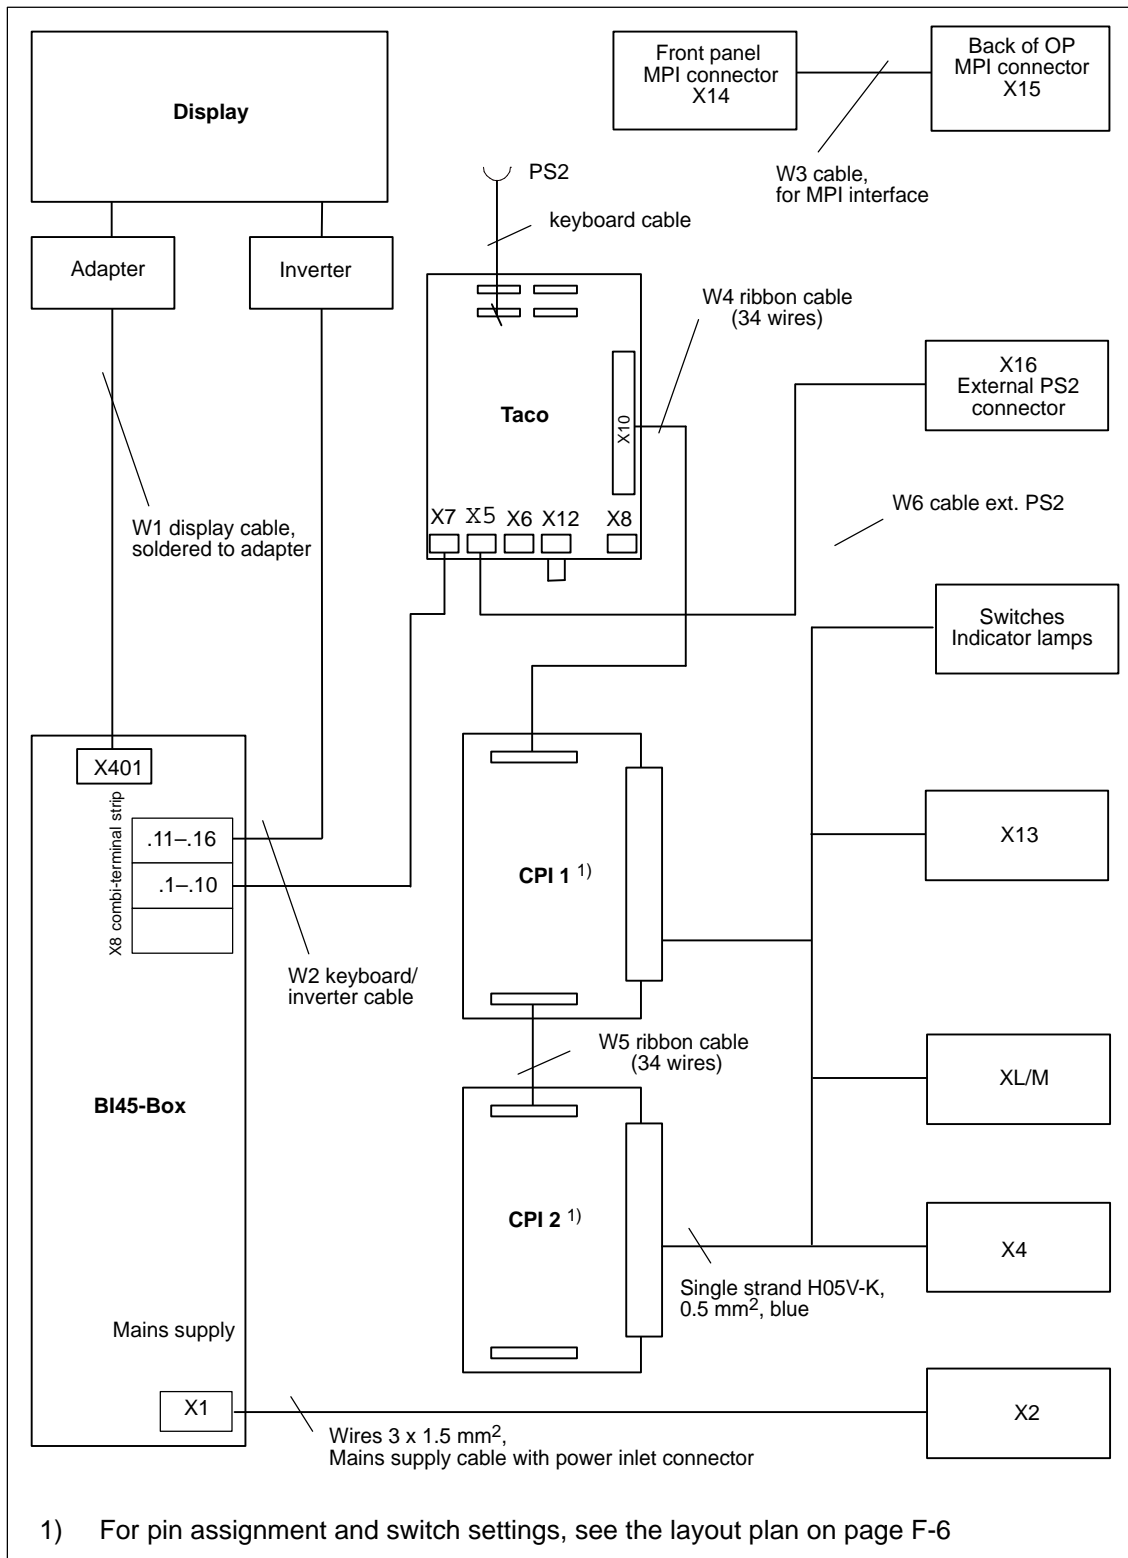 Display
Front panel
MPI connector
X14
Back of OP
MPI connector
X15
W3 cable,
for MPI interface
PS2
keyboard cable
Adapter
Inverter
W4 ribbon cable
(34 wires)
X16
External PS2
connector
Taco
X10
X7 X5 X6 X12 X8
W1 display cable,
soldered to adapter
W6 cable ext. PS2
Switches
Indicator lamps
X401
X8 combi-terminal strip
.11–.16
.1–.10
CPI 1 1)
X13
W2 keyboard/
inverter cable
W5 ribbon cable
(34 wires)
XL/M
BI45-Box
CPI 2 1)
X4
Single strand H05V-K,
0.5 mm2, blue
Mains supply
X1
X2
Wires 3 x 1.5 mm2,
Mains supply cable with power inlet connector
1) For pin assignment and switch settings, see the layout plan on page F-6